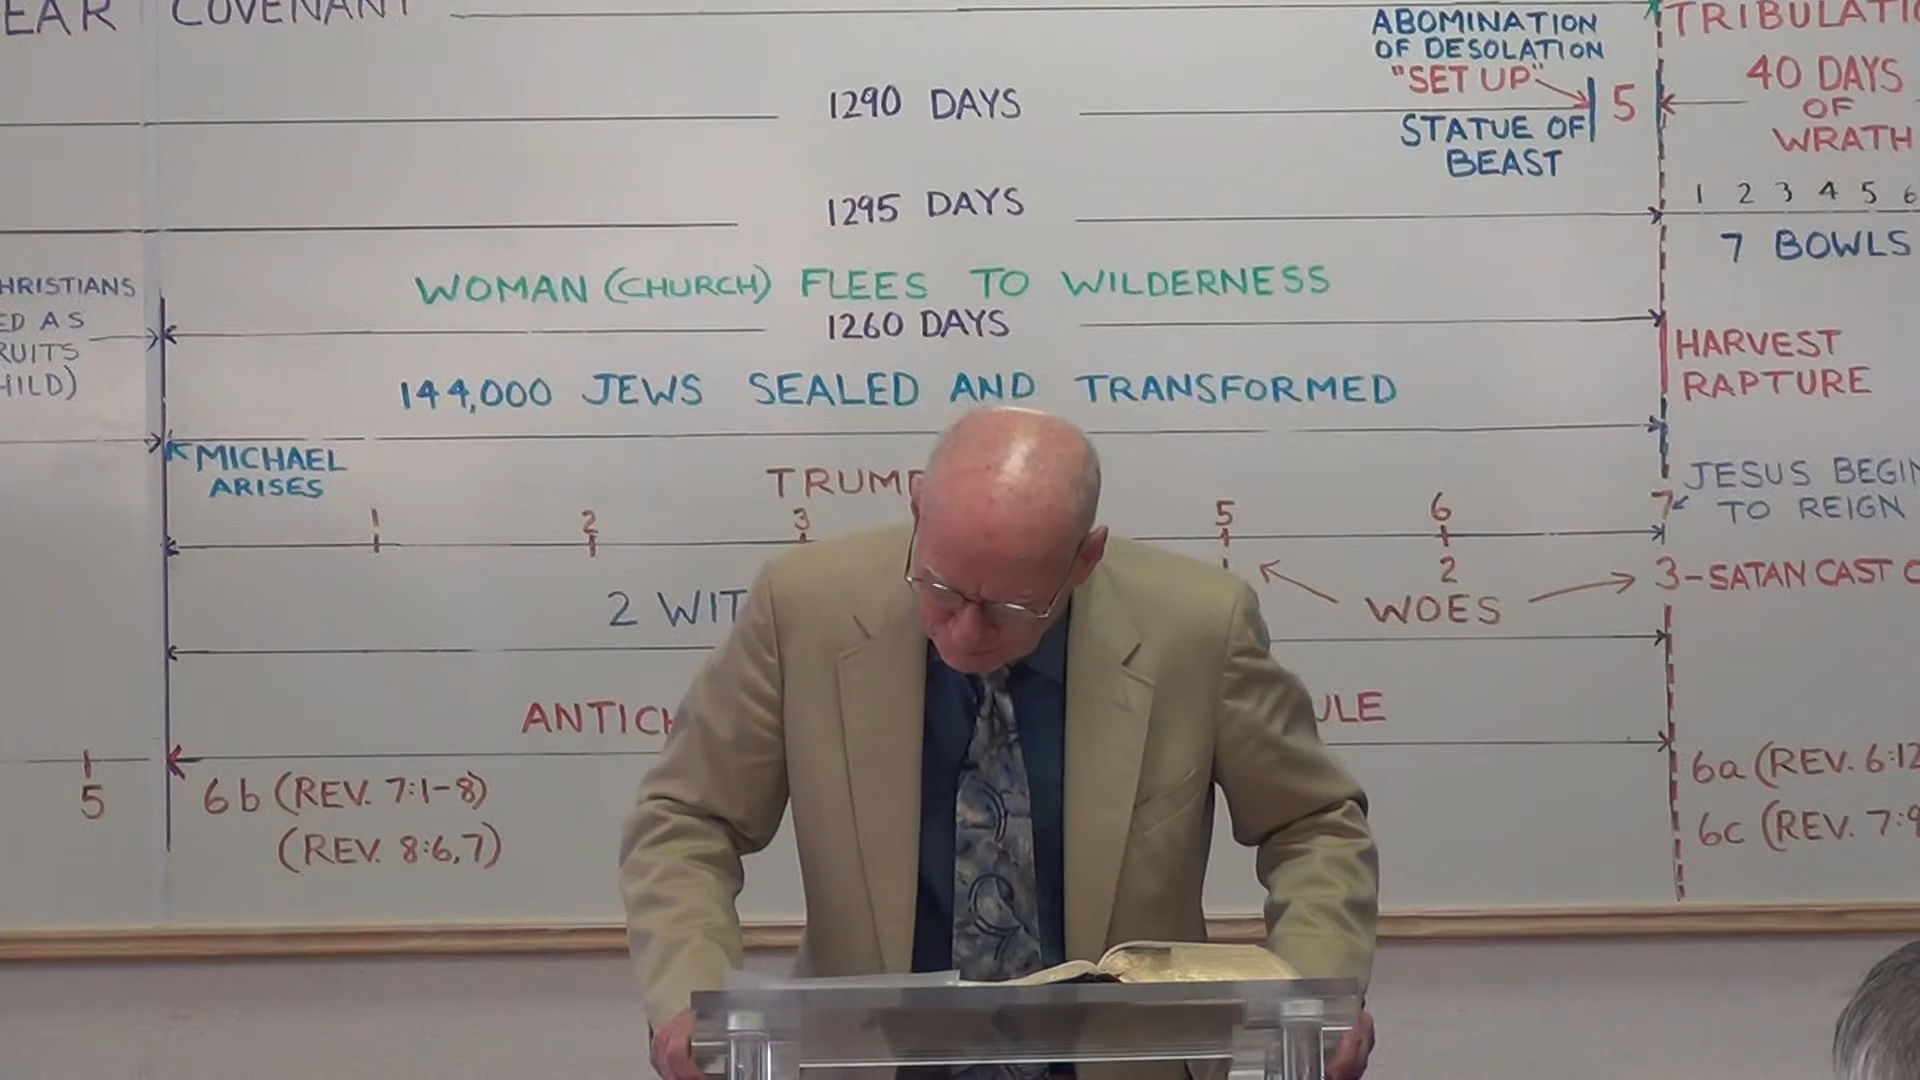 EAR COVENANT
ABOMINATION
OF DESOLATION
"SET UP"
STATUE OF
BEAST
5
40 DAYS
OF
WRATH
1290 DAYS
1295 DAYS
1 2 3 4 5 6
7 BOWLS
WOMAN (CHURCH) FLEES TO WILDERNESS
1260 DAYS
HARVEST
RAPTURE
144,000 JEWS SEALED AND TRANSFORMED
HRISTIANS
ED AS
RUITS
HILD)
MICHAEL
ARISES
TRUMP
1 2 3 5 6 7
JESUS BEGIN
TO REIGN
2 WIT
2
WOES
3-SATAN CAST
ANTICH ULE
5
6b (REV. 7:1-8)
(REV. 8:6,7)
6a (REV. 6:12
6c (REV. 7:9